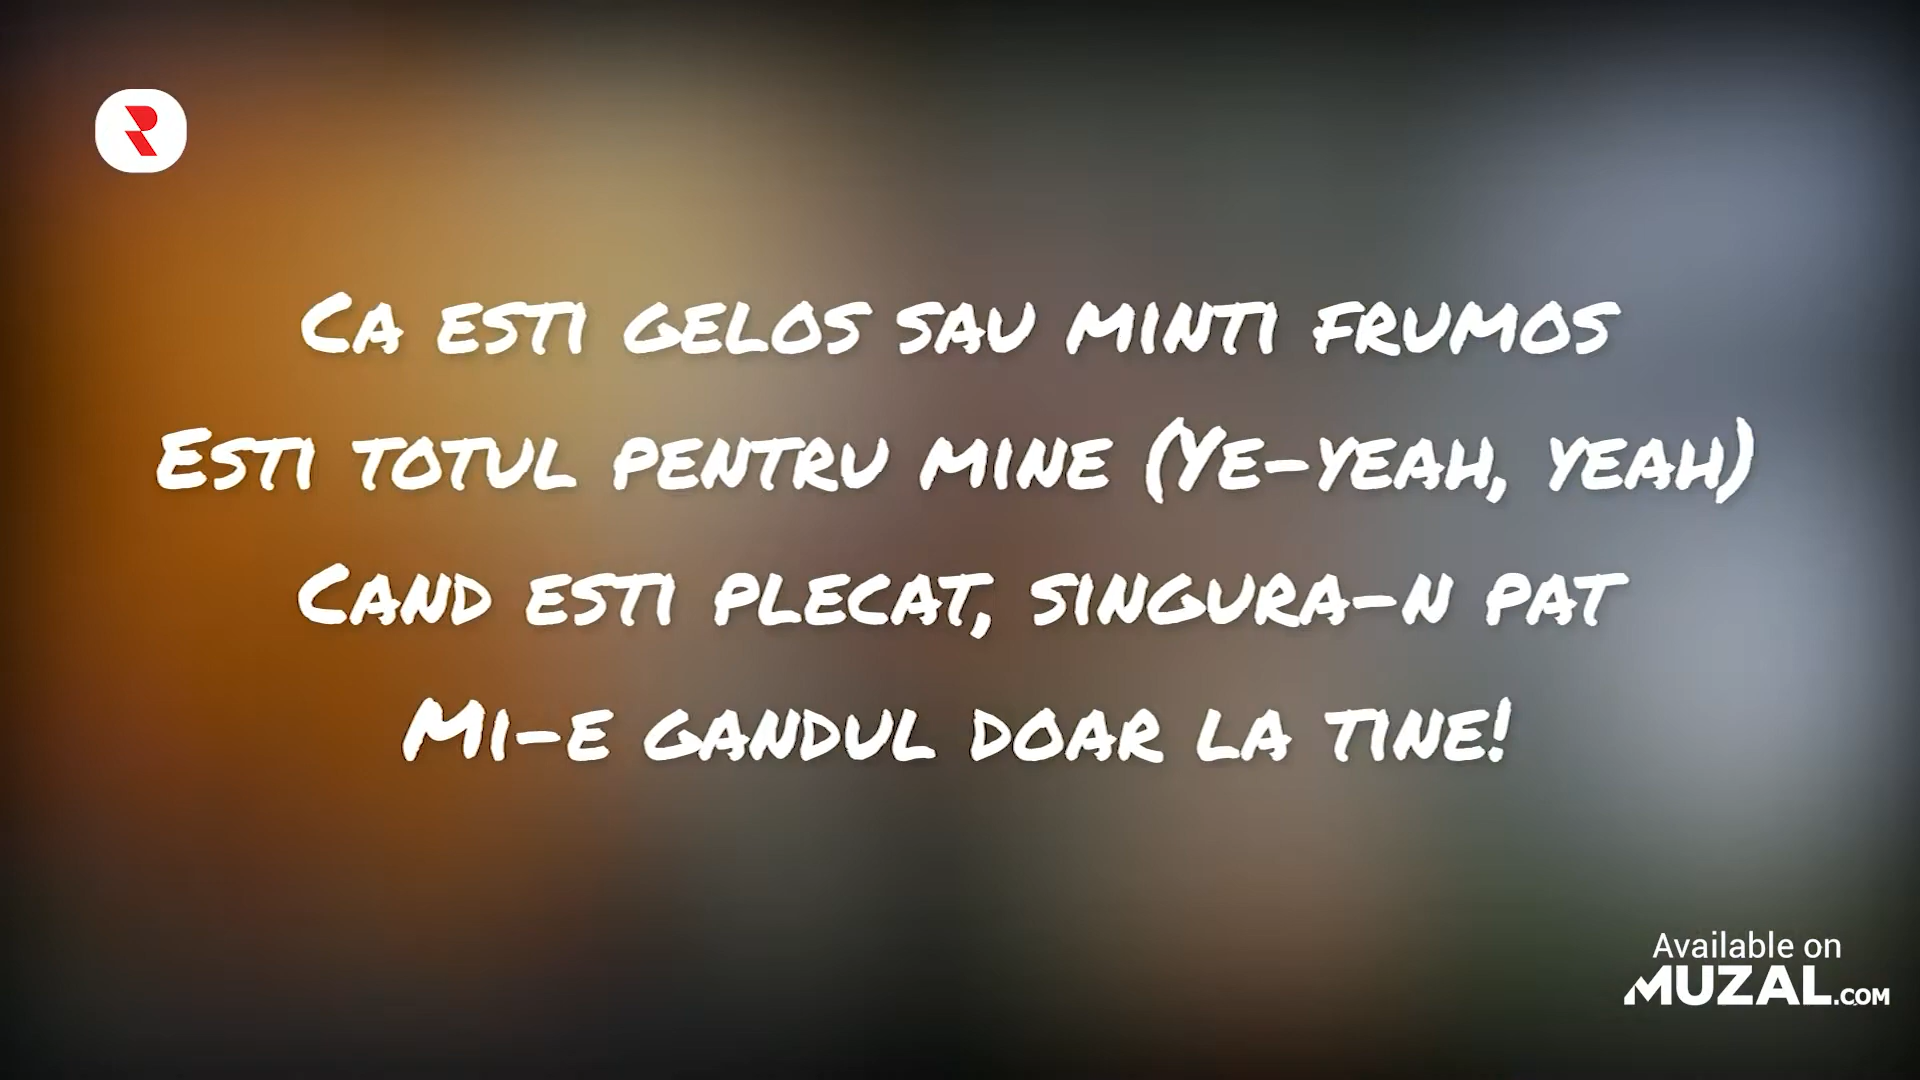 Ca esti gelos sau minti frumos
Esti totul pentru mine (Ye-yeah, yeah)
Cand esti plecat, singura-n pat
Mi-e gandul doar la tine!
Available on
MUZAL.COM